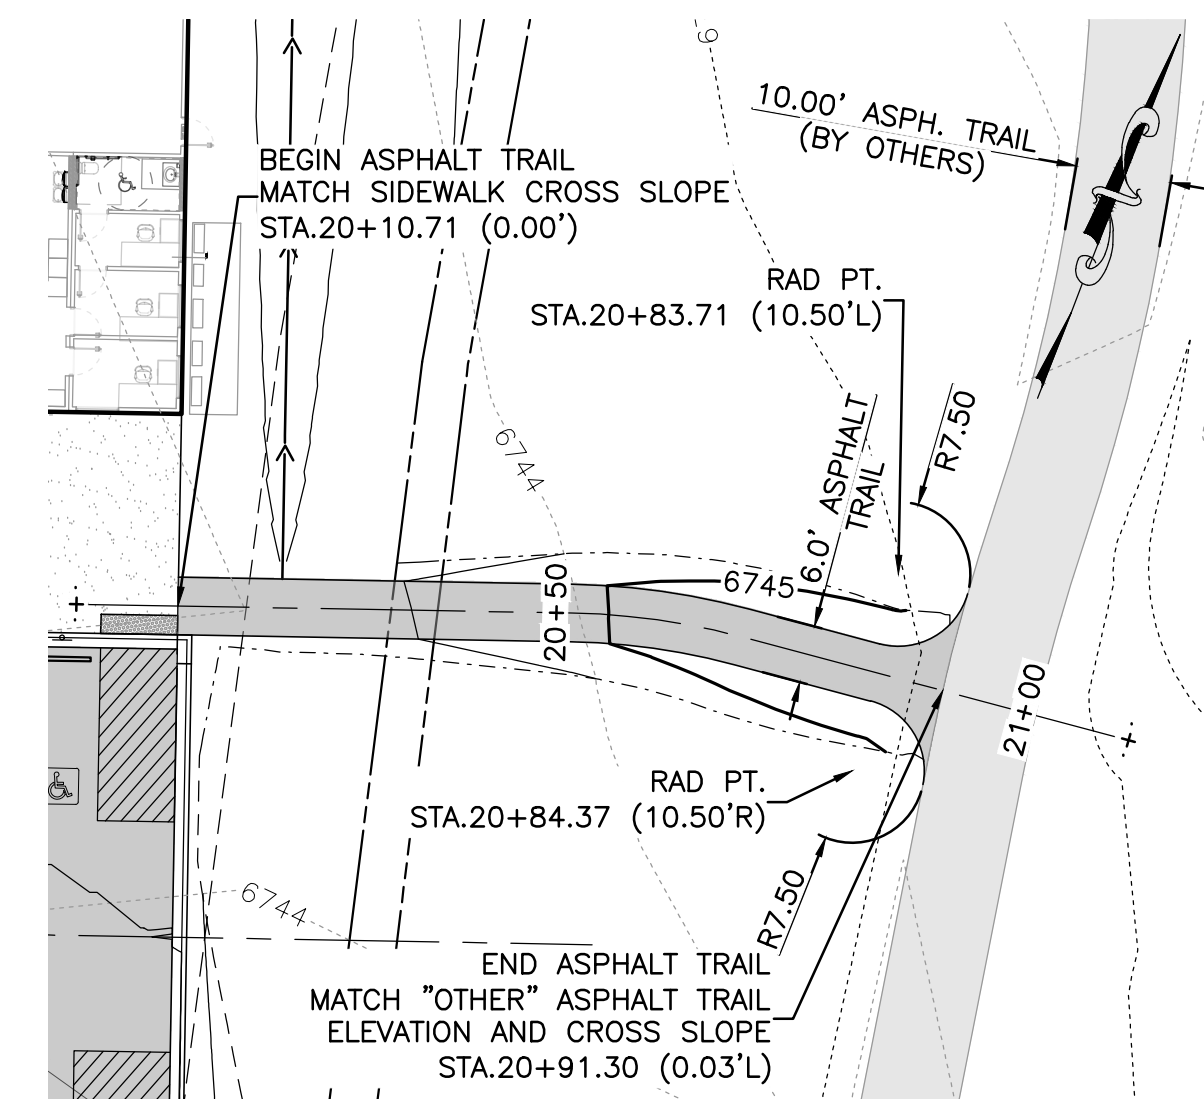 10.00' ASPH. TRAIL
(BY OTHERS)
BEGIN ASPHALT TRAIL
MATCH SIDEWALK CROSS SLOPE
STA.20+10.71 (0.00')
RAD PT.
STA.20+83.71 (10.50'L)
R7.50
6.0' ASPHALT
TRAIL
6744
6745
20+50
21+00
RAD PT.
STA.20+84.37 (10.50'R)
R7.50
6744
END ASPHALT TRAIL
MATCH "OTHER" ASPHALT TRAIL
ELEVATION AND CROSS SLOPE
STA.20+91.30 (0.03'L)